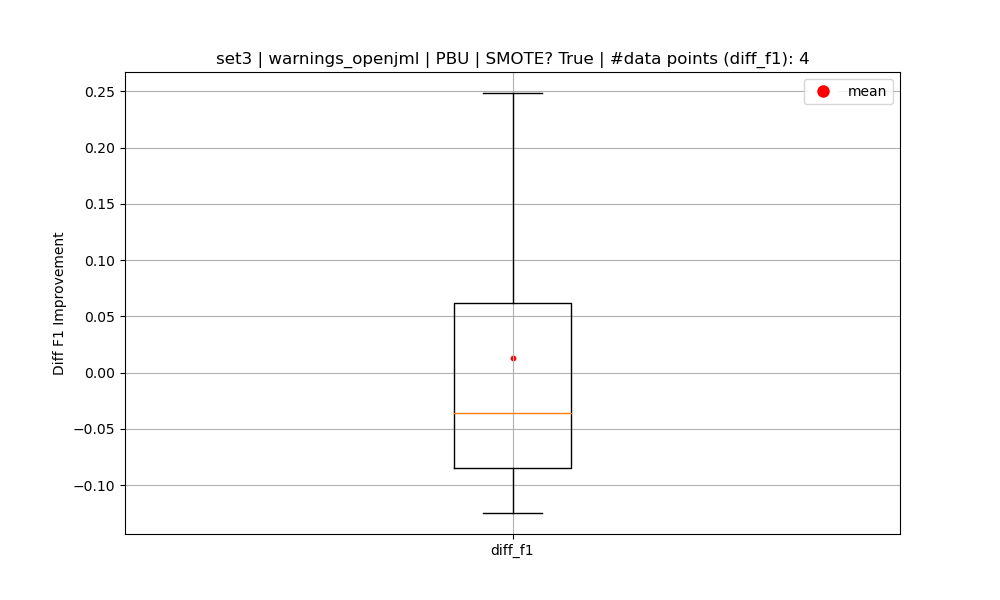 set3 | warnings_openjml | PBU | SMOTE? True | #data points (diff_f1): 4
mean
0.25
0.20
0.15
0.10
0.05
0.00
−0.05
−0.10
Diff F1 Improvement
diff_f1